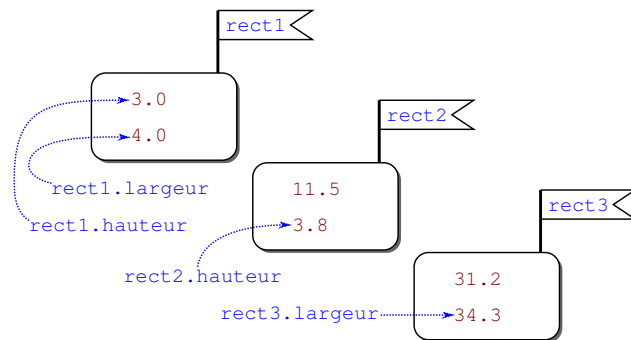 rect1
3.0
4.0
rect2
rect1.largeur
11.5
rect3
rect1.hauteur
3.8
rect2.hauteur
31.2
rect3.largeur
34.3